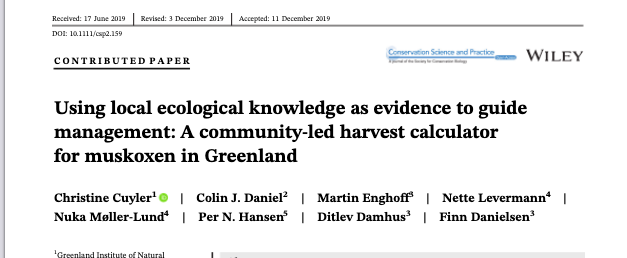 Received: 17 June 2019 | Revised: 3 December 2019 | Accepted: 11 December 2019
DOI: 10.1111/csp2.159
Conservation Science and Practice
A journal of the Society for Conservation Biology
WILEY
CONTRIBUTED PAPER
Using local ecological knowledge as evidence to guide
management: A community-led harvest calculator
for muskoxen in Greenland
Christine Cuyler¹ | Colin J. Daniel² | Martin Enghoff³ | Nette Levermann⁴ |
Nuka Møller-Lund⁴ | Per N. Hansen⁵ | Ditlev Damhus³ | Finn Danielsen³
¹Greenland Institute of Natural